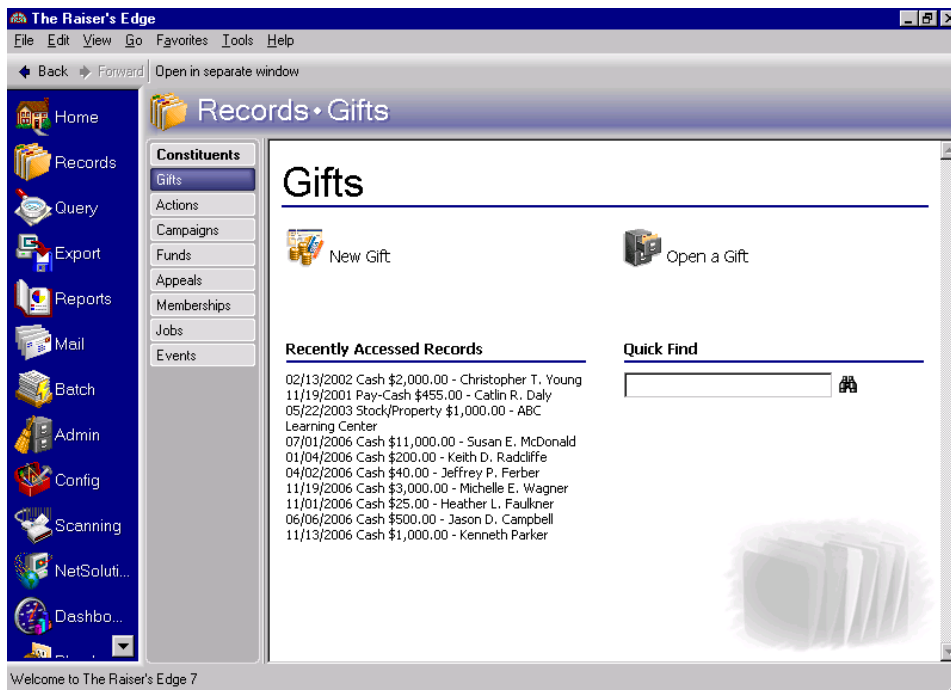 The Raiser's Edge
File Edit View Go Favorites Tools Help
Back Forward Open in separate window
Records • Gifts
Home
Records
Query
Export
Reports
Mail
Batch
Admin
Config
Scanning
NetSoluti...
Dashbo...
Constituents
Gifts
Actions
Campaigns
Funds
Appeals
Memberships
Jobs
Events
Gifts
New Gift
Open a Gift
Recently Accessed Records
02/13/2002 Cash $2,000.00 - Christopher T. Young
11/19/2001 Pay-Cash $455.00 - Catlin R. Daly
05/22/2003 Stock/Property $1,000.00 - ABC
Learning Center
07/01/2006 Cash $11,000.00 - Susan E. McDonald
01/04/2006 Cash $200.00 - Keith D. Radcliffe
04/02/2006 Cash $40.00 - Jeffrey P. Ferber
11/19/2006 Cash $3,000.00 - Michelle E. Wagner
11/01/2006 Cash $25.00 - Heather L. Faulkner
06/06/2006 Cash $500.00 - Jason D. Campbell
11/13/2006 Cash $1,000.00 - Kenneth Parker
Quick Find
Welcome to The Raiser's Edge 7